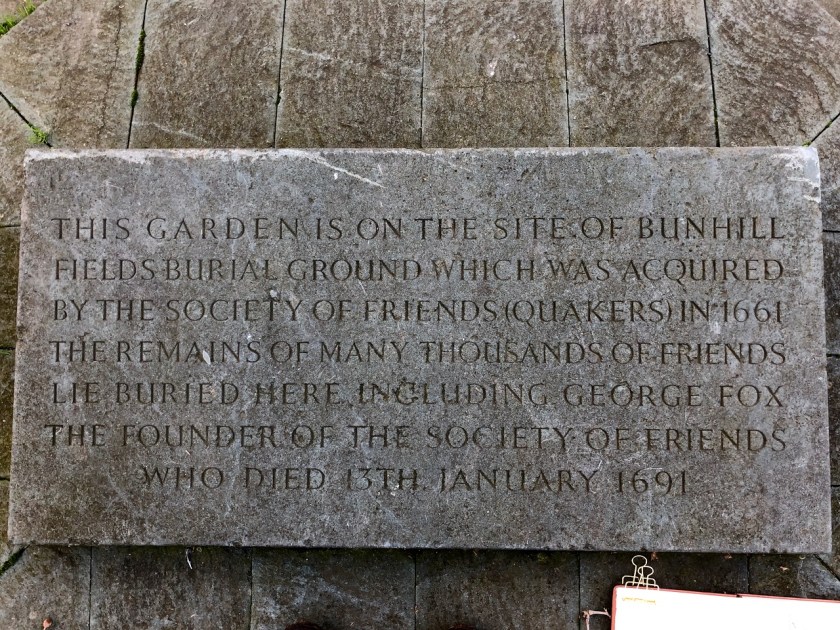 THIS GARDEN IS ON THE SITE OF BUNHILL
FIELDS BURIAL GROUND WHICH WAS ACQUIRED
BY THE SOCIETY OF FRIENDS (QUAKERS) IN 1661
THE REMAINS OF MANY THOUSANDS OF FRIENDS
LIE BURIED HERE, INCLUDING GEORGE FOX
THE FOUNDER OF THE SOCIETY OF FRIENDS
WHO DIED 13TH JANUARY 1691